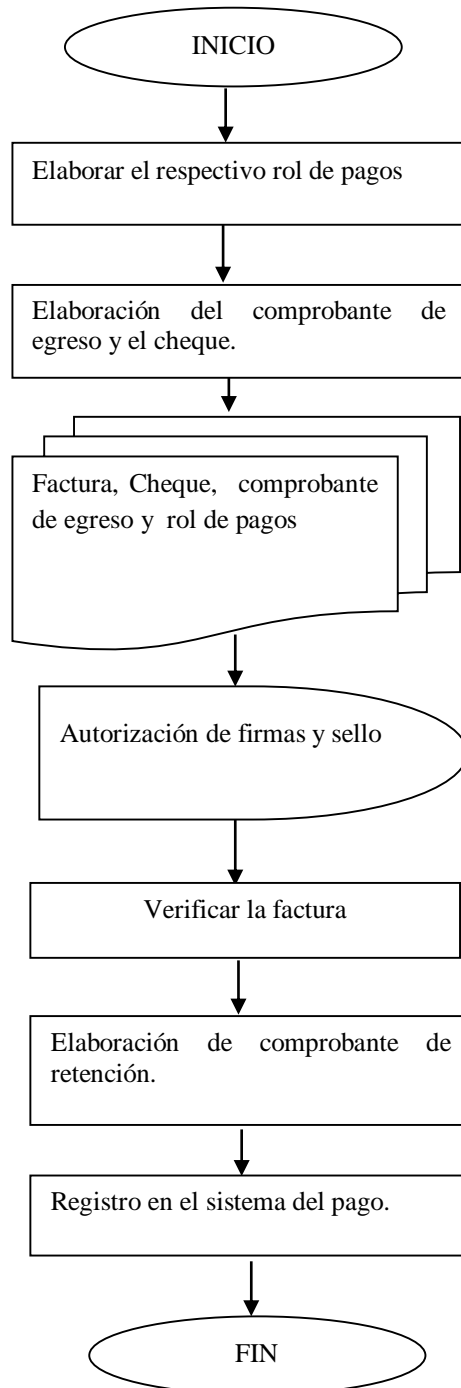 INICIO
Elaborar el respectivo rol de pagos
Elaboración del comprobante de
egreso y el cheque.
Factura, Cheque, comprobante
de egreso y rol de pagos
Autorización de firmas y sello
Verificar la factura
Elaboración de comprobante de
retención.
Registro en el sistema del pago.
FIN